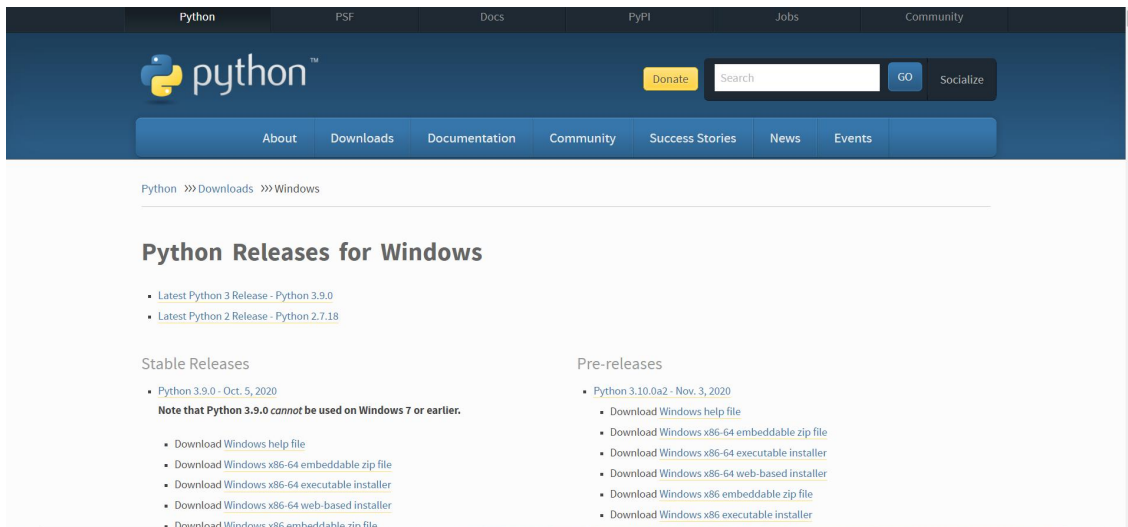 Python PSF Docs PyPI Jobs Community
python™
Donate Search GO Socialize
About Downloads Documentation Community Success Stories News Events
Python >>> Downloads >>> Windows
Python Releases for Windows
Latest Python 3 Release - Python 3.9.0
Latest Python 2 Release - Python 2.7.18
Stable Releases
Python 3.9.0 - Oct. 5, 2020
Note that Python 3.9.0 cannot be used on Windows 7 or earlier.
Download Windows help file
Download Windows x86-64 embeddable zip file
Download Windows x86-64 executable installer
Download Windows x86-64 web-based installer
Download Windows x86 embeddable zip file
Pre-releases
Python 3.10.0a2 - Nov. 3, 2020
Download Windows help file
Download Windows x86-64 embeddable zip file
Download Windows x86-64 executable installer
Download Windows x86-64 web-based installer
Download Windows x86 embeddable zip file
Download Windows x86 executable installer